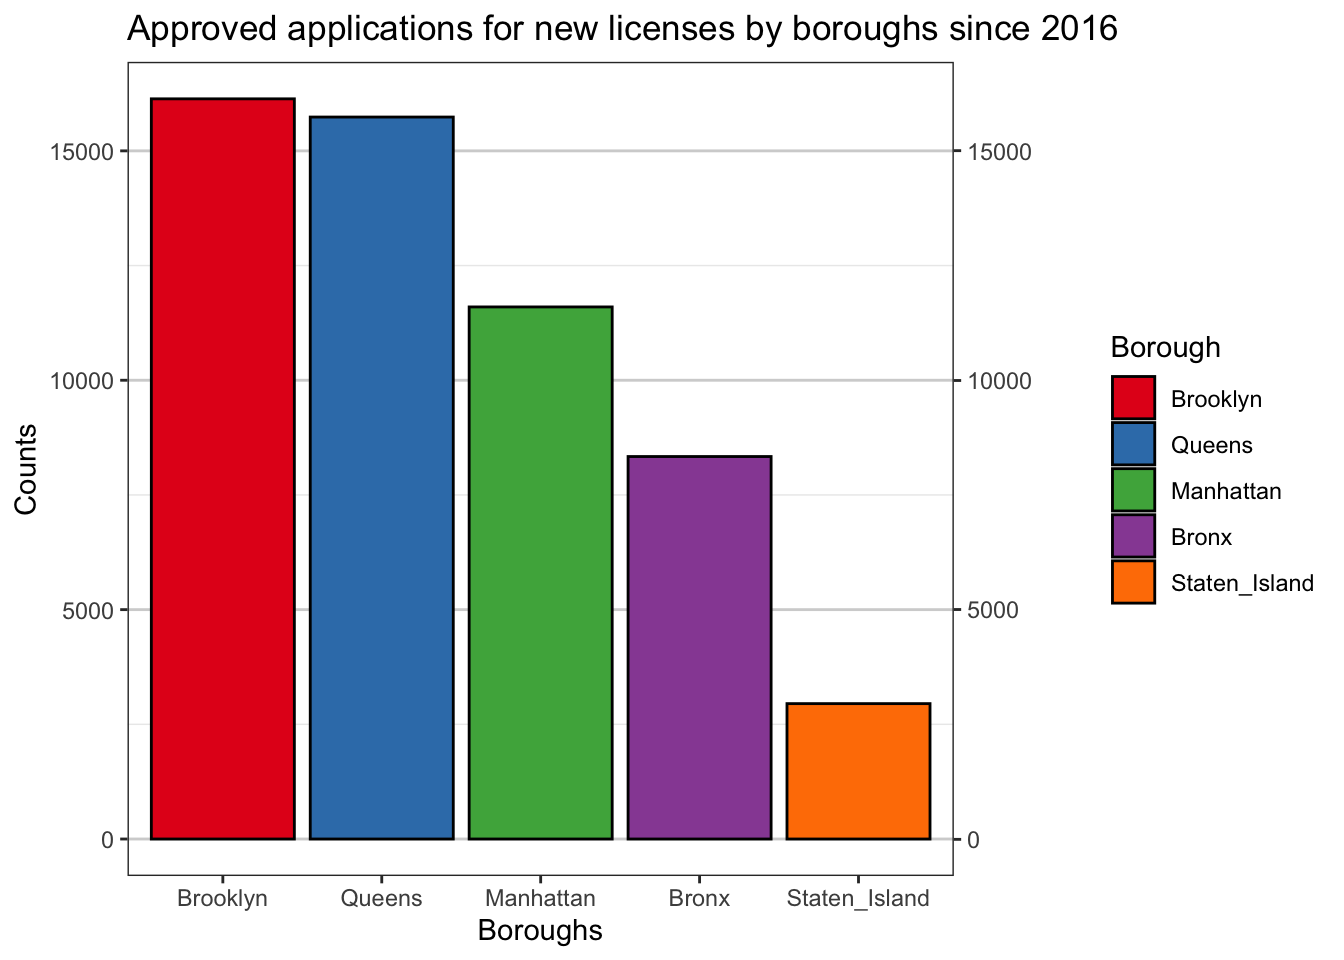 Approved applications for new licenses by boroughs since 2016
Counts
15000
10000
5000
0
15000
10000
5000
0
Brooklyn Queens Manhattan Bronx Staten_Island
Boroughs
Borough
Brooklyn
Queens
Manhattan
Bronx
Staten_Island